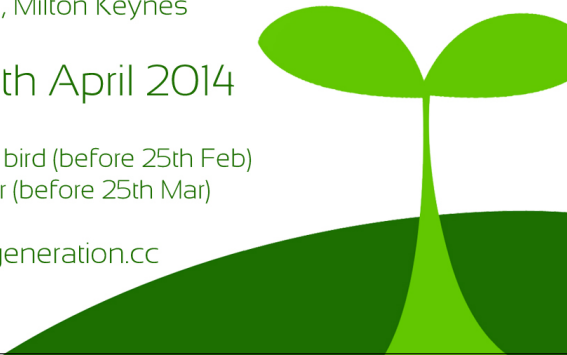 , Milton Keynes
th April 2014
bird (before 25th Feb)
r (before 25th Mar)
generation.cc